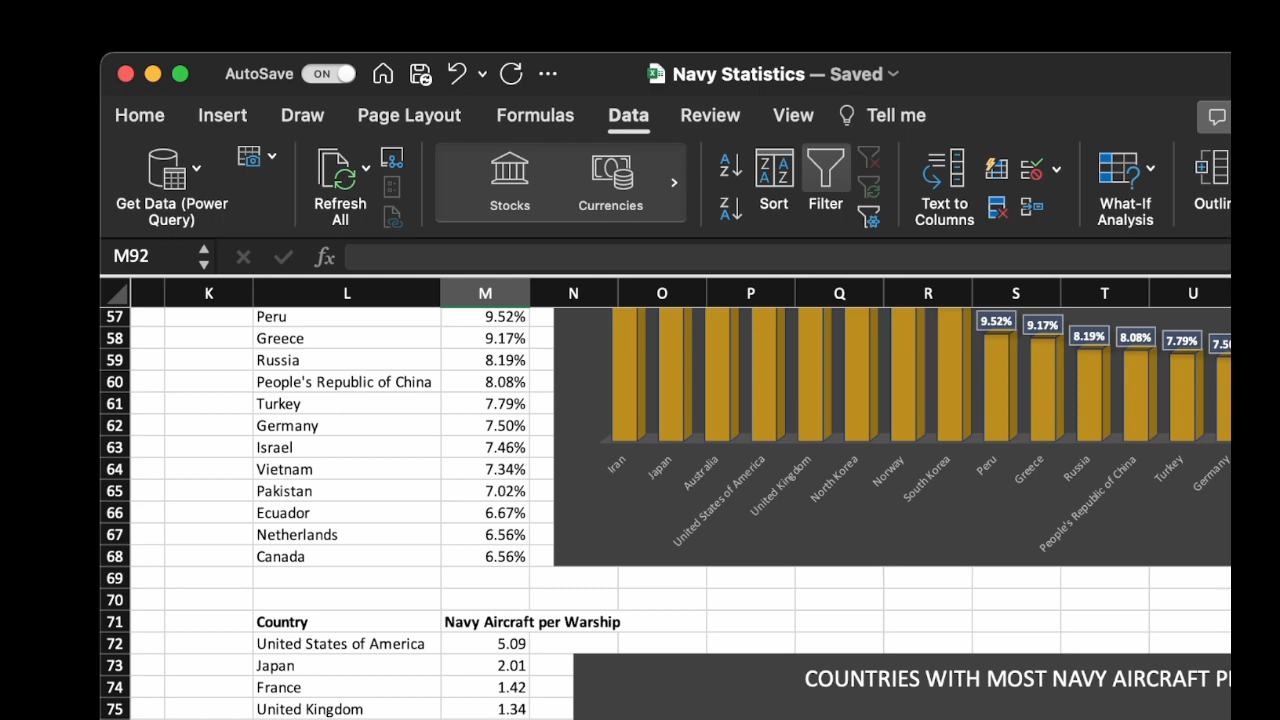 AutoSave ON Navy Statistics — Saved
Home Insert Draw Page Layout Formulas Data Review View Tell me
Get Data (Power Query)
Refresh All
Stocks
Currencies
Sort
Filter
Text to Columns
What-If Analysis
M92 fx
K L M N O P Q R S T U
57 Peru 9.52%
58 Greece 9.17%
59 Russia 8.19%
60 People's Republic of China 8.08%
61 Turkey 7.79%
62 Germany 7.50%
63 Israel 7.46%
64 Vietnam 7.34%
65 Pakistan 7.02%
66 Ecuador 6.67%
67 Netherlands 6.56%
68 Canada 6.56%
69
70
71 Country Navy Aircraft per Warship
72 United States of America 5.09
73 Japan 2.01
74 France 1.42
75 United Kingdom 1.34
9.52% 9.17% 8.19% 8.08% 7.79% 7.5
Iran Japan Australia United States of America United Kingdom North Korea Norway South Korea Peru Greece Russia People's Republic of China Turkey Germany
COUNTRIES WITH MOST NAVY AIRCRAFT